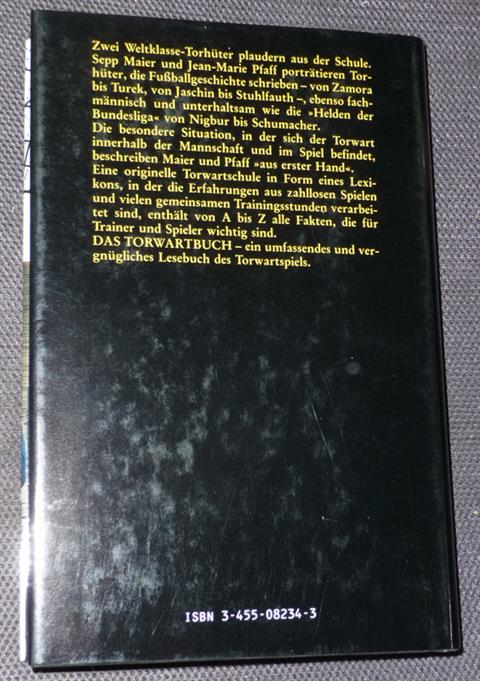 Zwei Weltklasse-Torhüter plaudern aus der Schule.
Sepp Maier und Jean-Marie Pfaff porträtieren Tor-
hüter, die Fußballgeschichte schrieben – von Zamora
bis Turek, von Jaschin bis Stuhlfauth –, ebenso fach-
männisch und unterhaltsam wie die »Helden der
Bundesliga« von Nigbur bis Schumacher.
Die besondere Situation, in der sich der Torwart
innerhalb der Mannschaft und im Spiel befindet,
beschreiben Maier und Pfaff »aus erster Hand«.
Eine originelle Torwartschule in Form eines Lexi-
kons, in der die Erfahrungen aus zahllosen Spielen
und vielen gemeinsamen Trainingsstunden verarbei-
tet sind, enthält von A bis Z alle Fakten, die für
Trainer und Spieler wichtig sind.
DAS TORWARTBUCH – ein umfassendes und ver-
gnügliches Lesebuch des Torwartspiels.
ISBN 3-455-08234-3